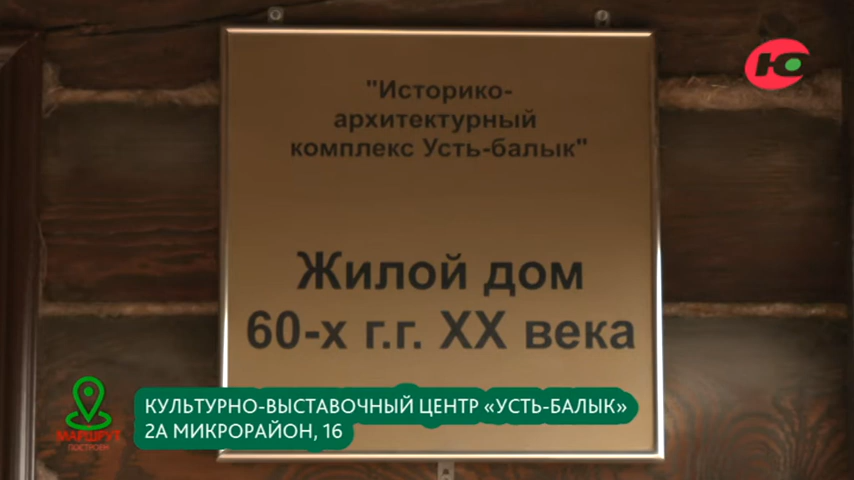 Ю
"Историко-
архитектурный
комплекс Усть-балык"
Жилой дом
60-х г.г. XX века
КУЛЬТУРНО-ВЫСТАВОЧНЫЙ ЦЕНТР «УСТЬ-БАЛЫК»
2А МИКРОРАЙОН, 16
МАРШРУТ
ПОСТРОЕН